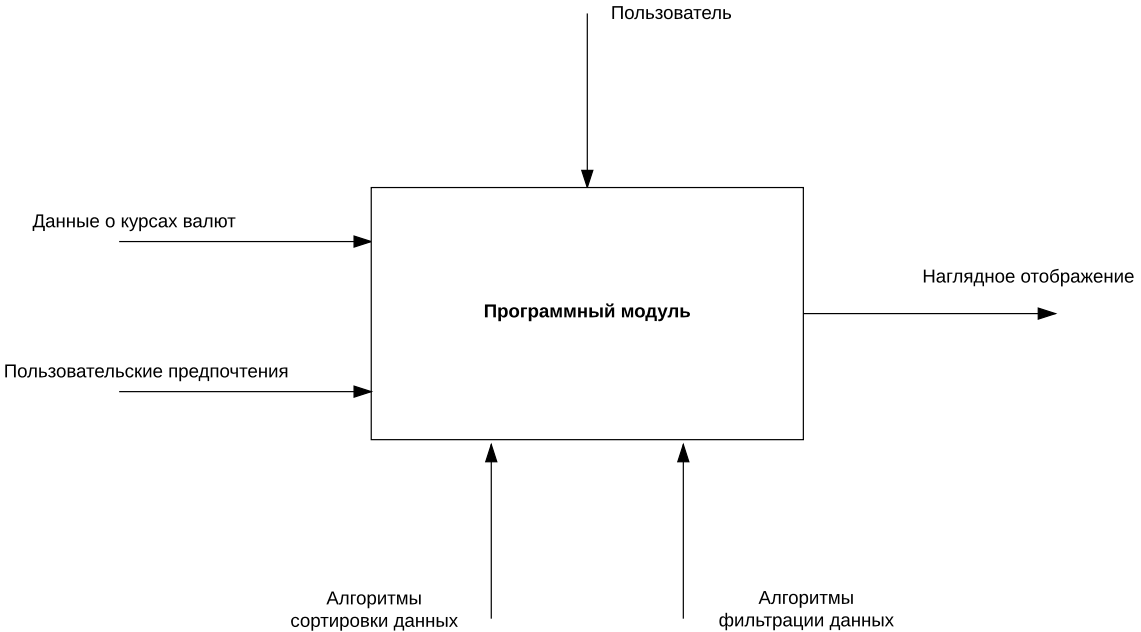 Пользователь
Данные о курсах валют
Наглядное отображение
Программный модуль
Пользовательские предпочтения
Алгоритмы
сортировки данных
Алгоритмы
фильтрации данных